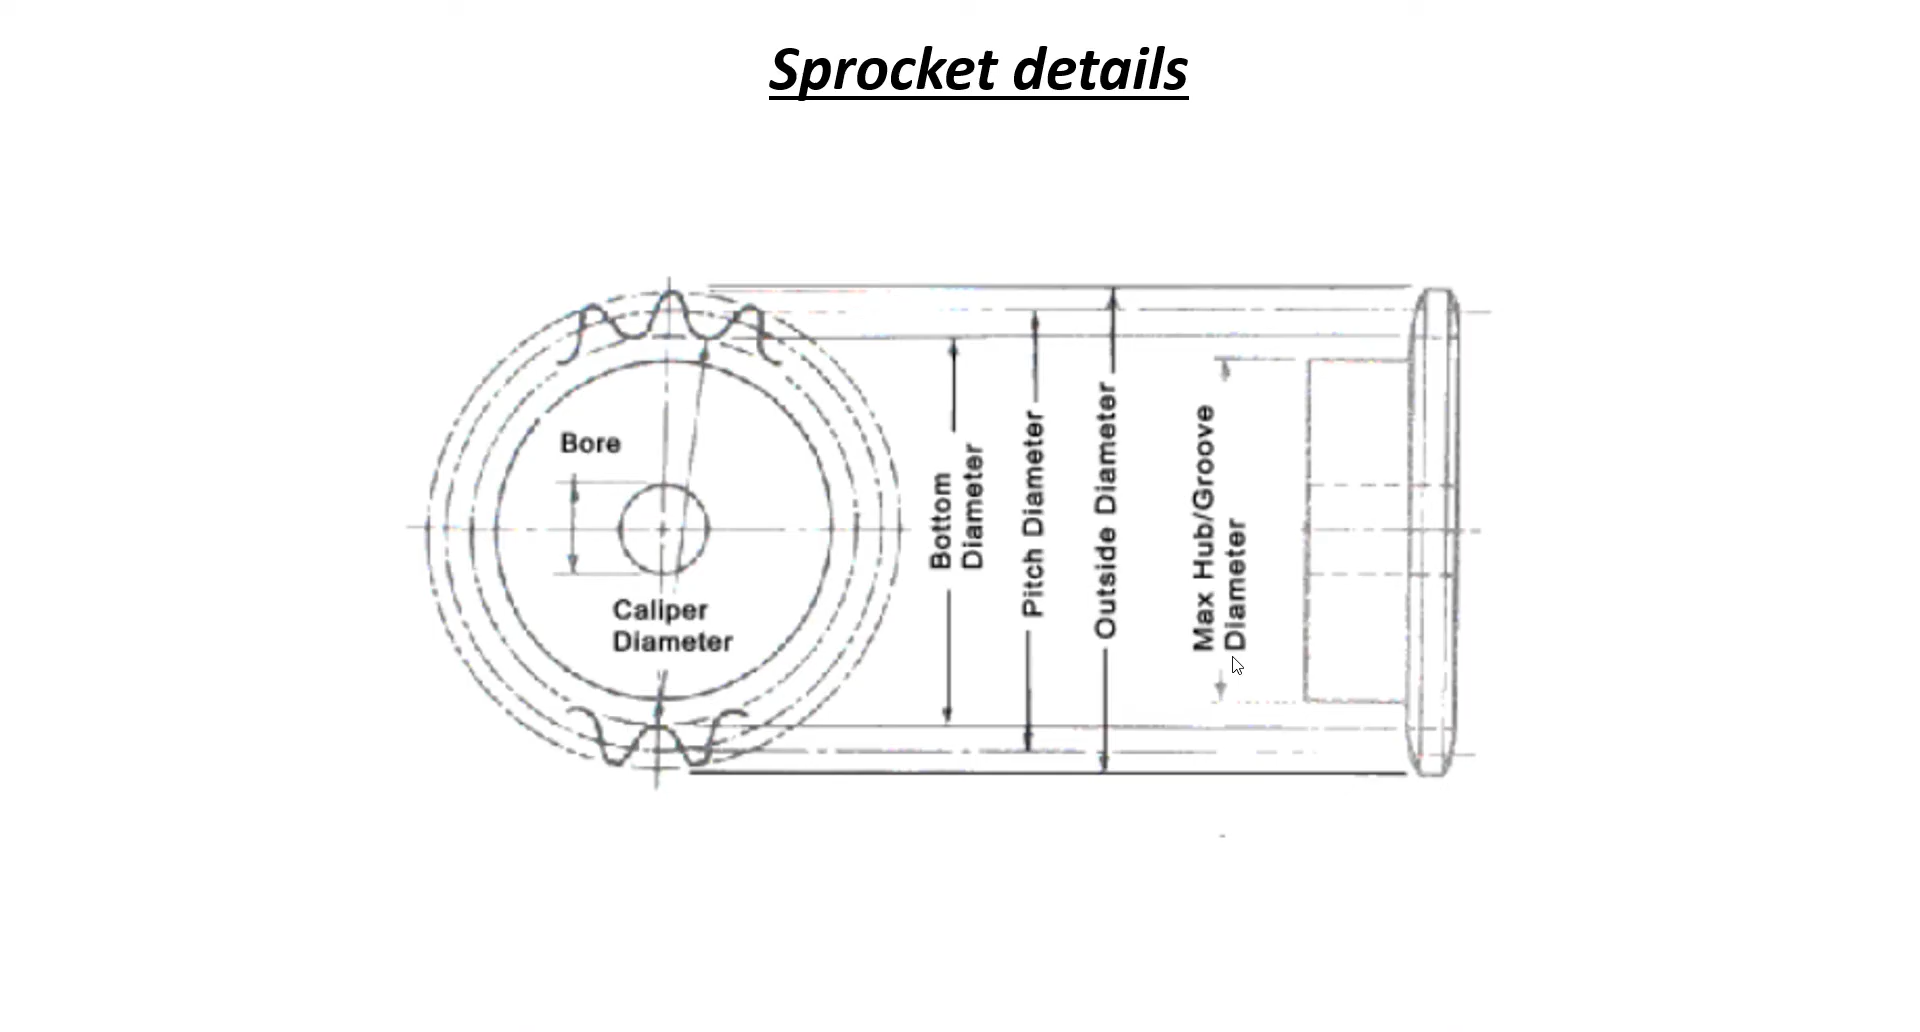 Sprocket details
Bore
Caliper
Diameter
Bottom
Diameter
Pitch Diameter
Outside Diameter
Max Hub/Groove
Diameter